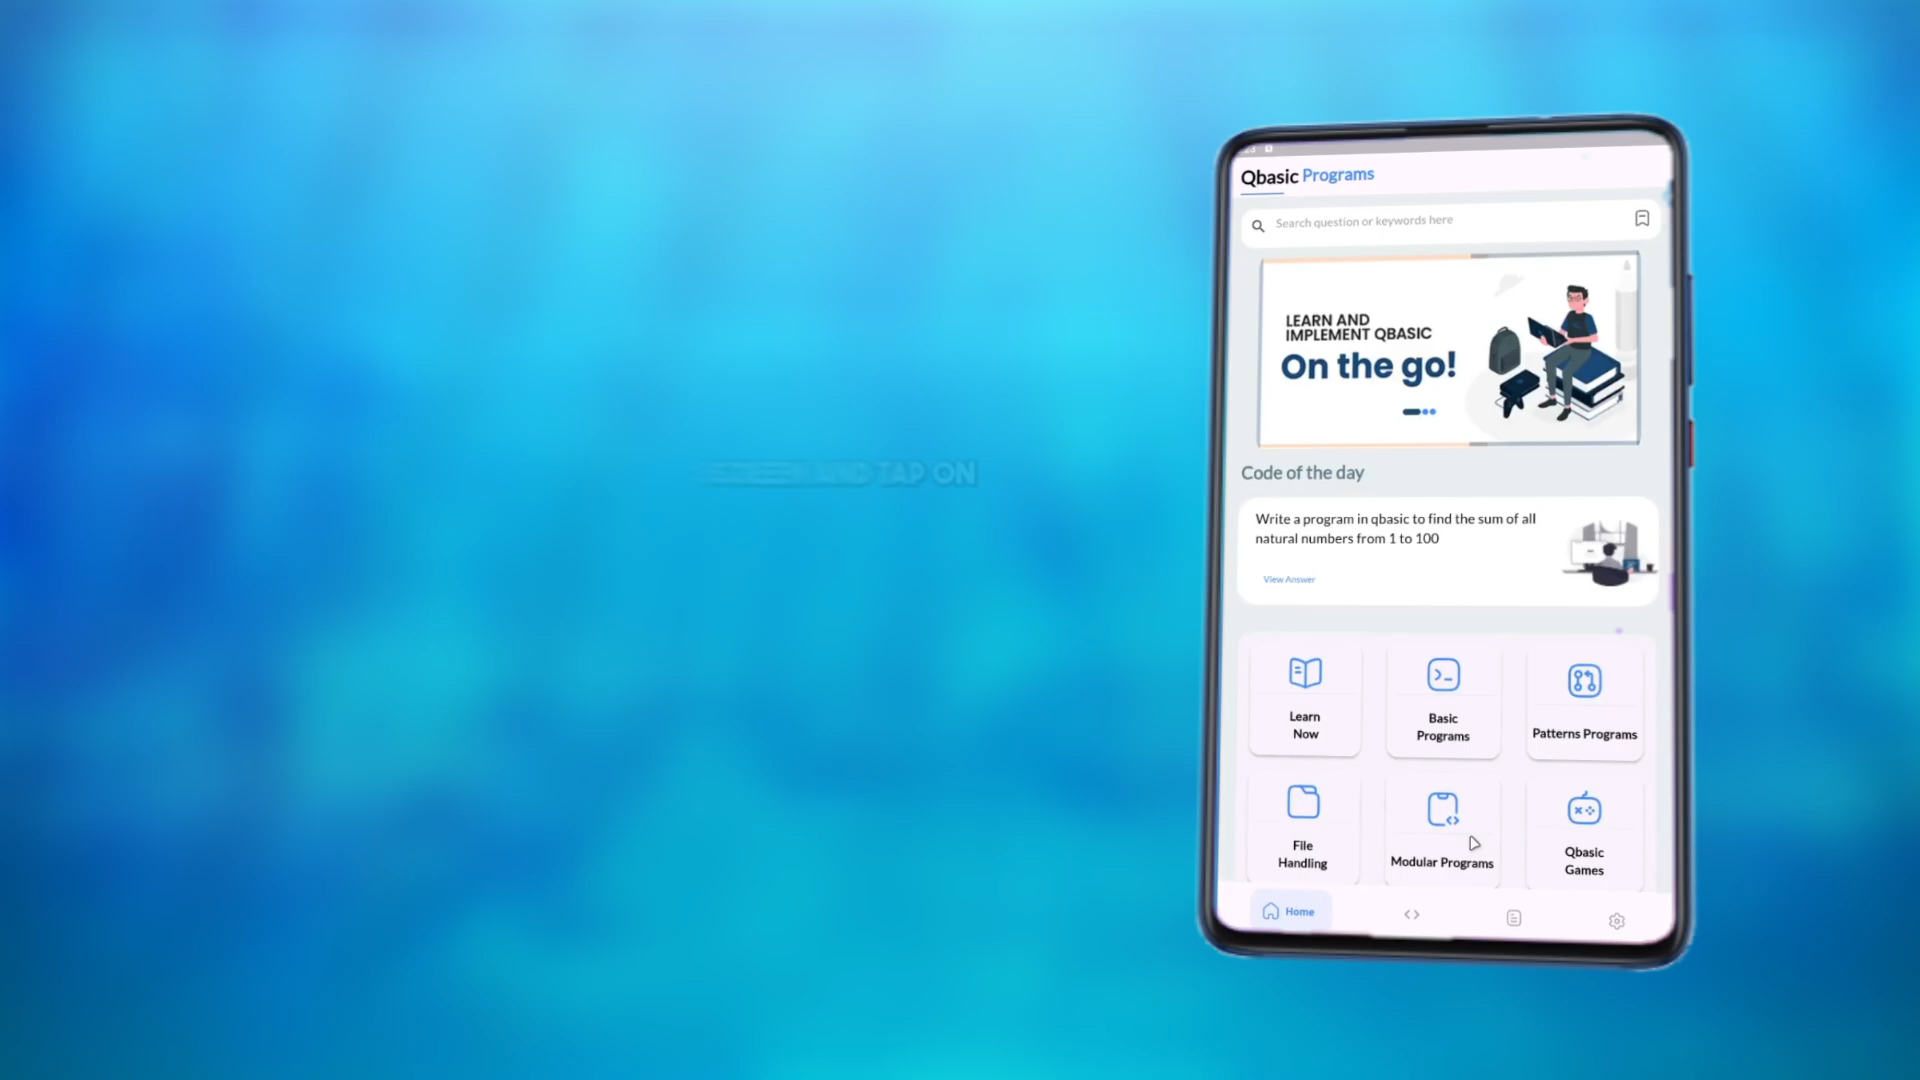 Qbasic Programs
Search question or keywords here
LEARN AND
IMPLEMENT QBASIC
On the go!
AND TAP ON
Code of the day
Write a program in qbasic to find the sum of all
natural numbers from 1 to 100
View Answer
Learn
Now
Basic
Programs
Patterns Programs
File
Handling
Modular Programs
Qbasic
Games
Home